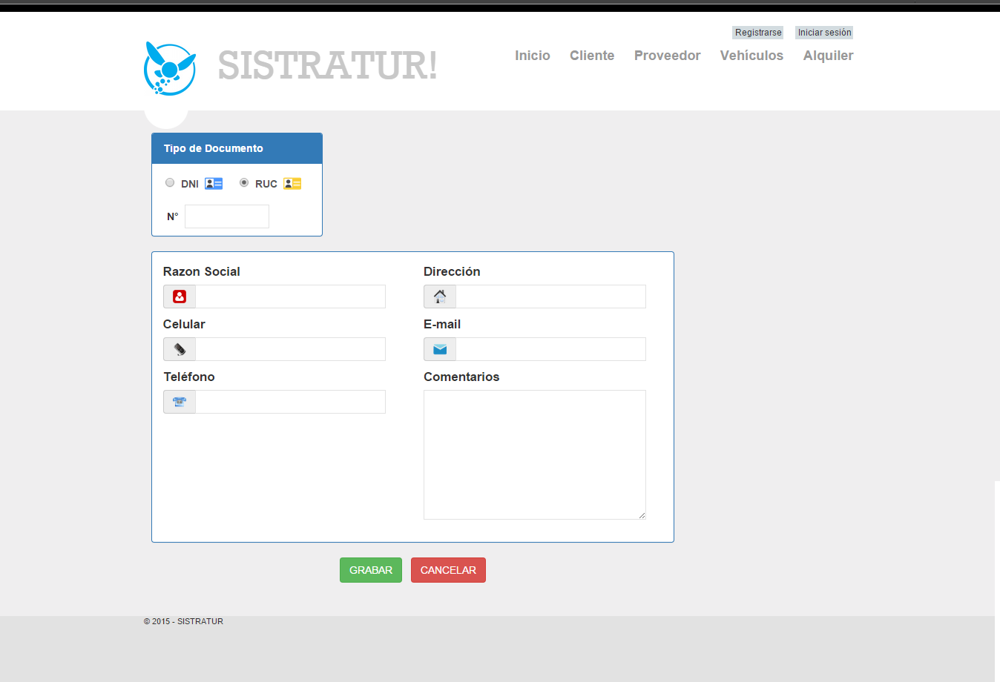 Registrarse Iniciar sesión
SISTRATUR!
Inicio Cliente Proveedor Vehículos Alquiler
Tipo de Documento
DNI RUC
N°
Razon Social
Dirección
Celular
E-mail
Teléfono
Comentarios
GRABAR CANCELAR
© 2015 - SISTRATUR